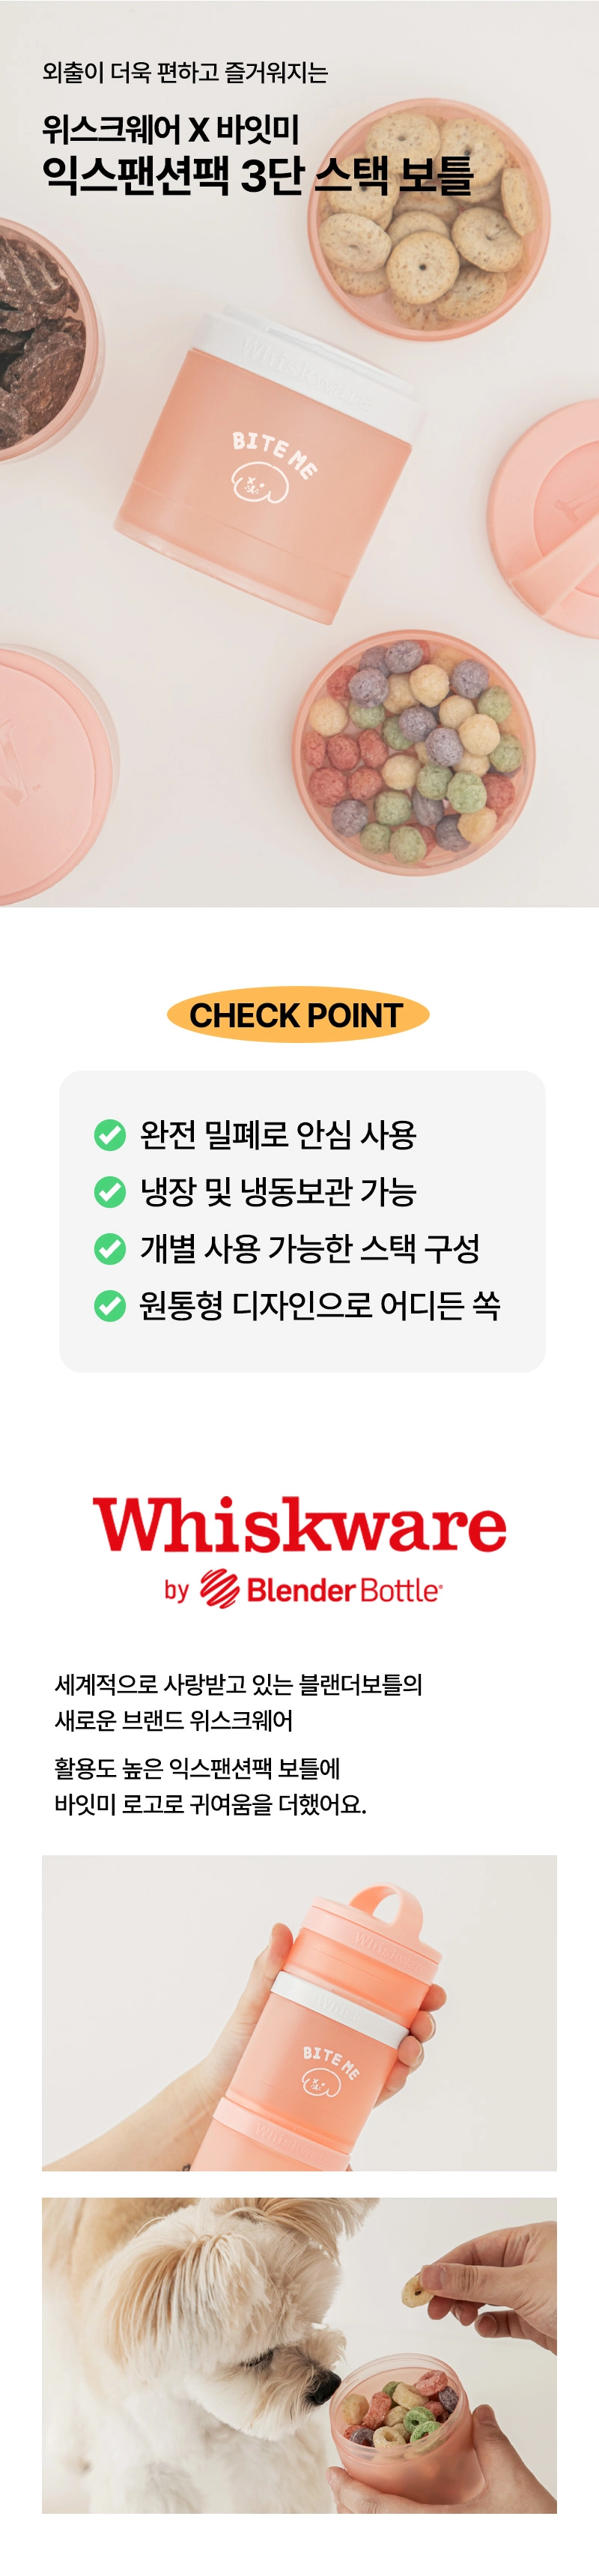 외출이 더욱 편하고 즐거워지는
위스크웨어 X 바잇미
익스팬션팩 3단 스택 보틀
Whiskware
BITE ME
CHECK POINT
완전 밀폐로 안심 사용
냉장 및 냉동보관 가능
개별 사용 가능한 스택 구성
원통형 디자인으로 어디든 쏙
Whiskware
by BlenderBottle®
세계적으로 사랑받고 있는 블랜더보틀의
새로운 브랜드 위스크웨어
활용도 높은 익스팬션팩 보틀에
바잇미 로고로 귀여움을 더했어요.
Whiskware
BITE ME
Whiskware